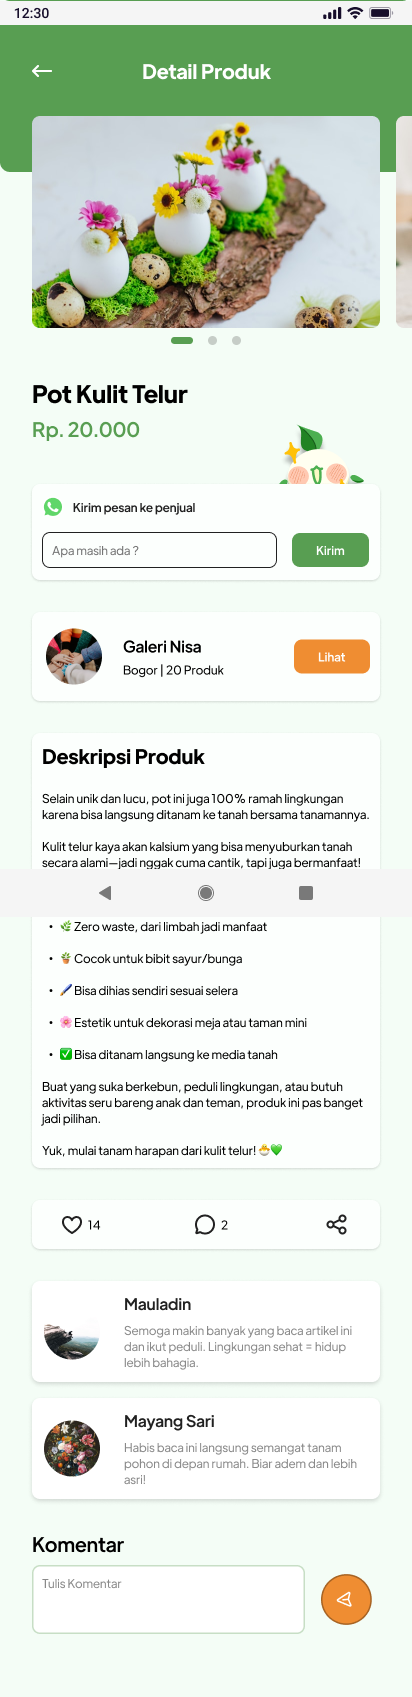 12:30
Detail Produk
Pot Kulit Telur
Rp. 20.000
Kirim pesan ke penjual
Apa masih ada ?
Kirim
Galeri Nisa
Bogor | 20 Produk
Lihat
Deskripsi Produk
Selain unik dan lucu, pot ini juga 100% ramah lingkungan
karena bisa langsung ditanam ke tanah bersama tanamannya.
Kulit telur kaya akan kalsium yang bisa menyuburkan tanah
secara alami—jadi nggak cuma cantik, tapi juga bermanfaat!
• 🌿 Zero waste, dari limbah jadi manfaat
• 🪴 Cocok untuk bibit sayur/bunga
• 🖌️ Bisa dihias sendiri sesuai selera
• 🌸 Estetik untuk dekorasi meja atau taman mini
• ✅ Bisa ditanam langsung ke media tanah
Buat yang suka berkebun, peduli lingkungan, atau butuh
aktivitas seru bareng anak dan teman, produk ini pas banget
jadi pilihan.
Yuk, mulai tanam harapan dari kulit telur! 🐣💚
14
2
Mauladin
Semoga makin banyak yang baca artikel ini
dan ikut peduli. Lingkungan sehat = hidup
lebih bahagia.
Mayang Sari
Habis baca ini langsung semangat tanam
pohon di depan rumah. Biar adem dan lebih
asri!
Komentar
Tulis Komentar